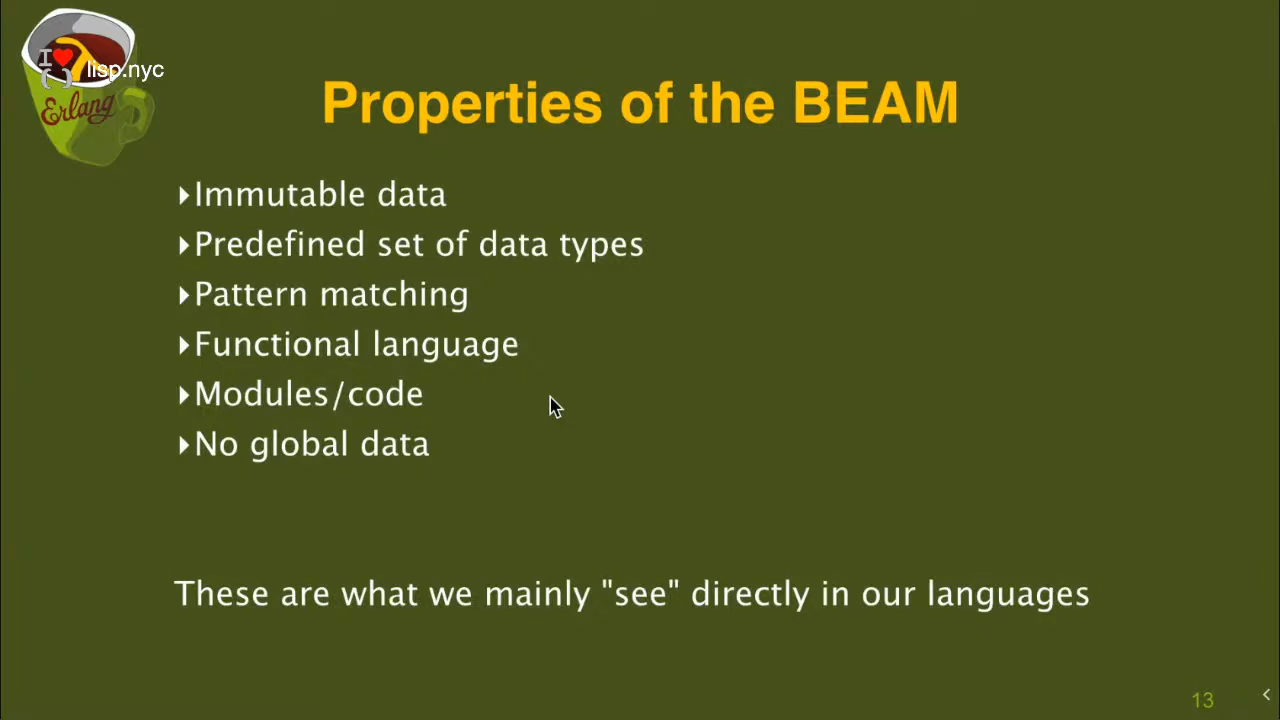 I ❤ lisp.nyc
( )
Erlang
Properties of the BEAM
▸Immutable data
▸Predefined set of data types
▸Pattern matching
▸Functional language
▸Modules/code
▸No global data
These are what we mainly "see" directly in our languages
13